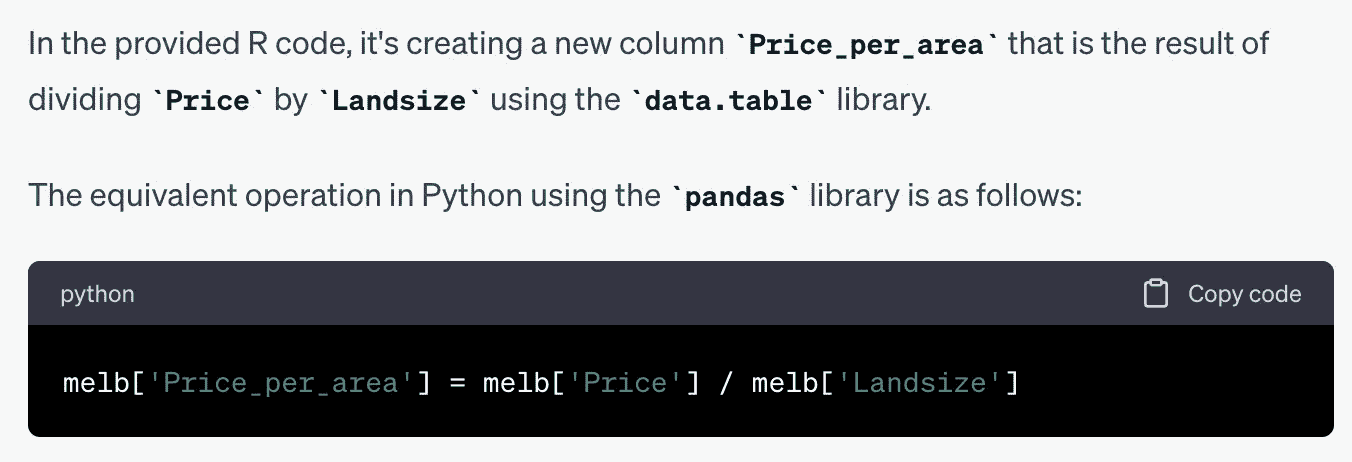 In the provided R code, it's creating a new column `Price_per_area` that is the result of
dividing `Price` by `Landsize` using the `data.table` library.
The equivalent operation in Python using the `pandas` library is as follows:
python
Copy code
melb['Price_per_area'] = melb['Price'] / melb['Landsize']